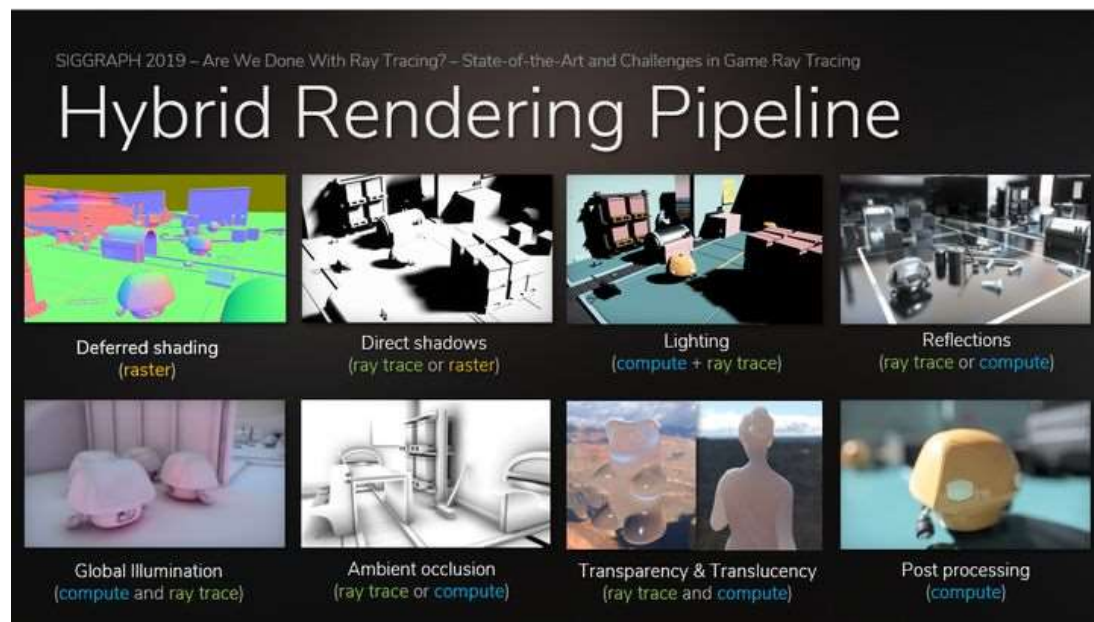 SIGGRAPH 2019 – Are We Done With Ray Tracing? – State-of-the-Art and Challenges in Game Ray Tracing
Hybrid Rendering Pipeline
Deferred shading
(raster)
Direct shadows
(ray trace or raster)
Lighting
(compute + ray trace)
Reflections
(ray trace or compute)
Global Illumination
(compute and ray trace)
Ambient occlusion
(ray trace or compute)
Transparency & Translucency
(ray trace and compute)
Post processing
(compute)